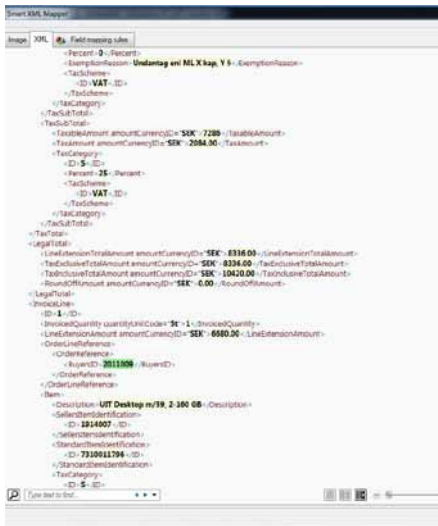 Smart XML Mapper
Image XML Field mapping rules
<Percent>0</Percent>
<ExemptionReason>Undantag enl ML X kap, Y §</ExemptionReason>
<TaxScheme>
<ID>VAT</ID>
</TaxScheme>
</TaxCategory>
</TaxSubTotal>
<TaxSubTotal>
<TaxableAmount amountCurrencyID="SEK">7286</TaxableAmount>
<TaxAmount amountCurrencyID="SEK">2084.00</TaxAmount>
<TaxCategory>
<ID>S</ID>
<Percent>25</Percent>
<TaxScheme>
<ID>VAT</ID>
</TaxScheme>
</TaxCategory>
</TaxSubTotal>
</TaxTotal>
<LegalTotal>
<LineExtensionTotalAmount amountCurrencyID="SEK">8336.00</LineExtensionTotalAmount>
<TaxExclusiveTotalAmount amountCurrencyID="SEK">8336.00</TaxExclusiveTotalAmount>
<TaxInclusiveTotalAmount amountCurrencyID="SEK">10420.00</TaxInclusiveTotalAmount>
<RoundOffAmount amountCurrencyID="SEK">0.00</RoundOffAmount>
</LegalTotal>
<InvoiceLine>
<ID>1</ID>
<InvoicedQuantity quantityUnitCode="St">1</InvoicedQuantity>
<LineExtensionAmount amountCurrencyID="SEK">6680.00</LineExtensionAmount>
<OrderLineReference>
<OrderReference>
<BuyersID>2011009</BuyersID>
</OrderReference>
</OrderLineReference>
<Item>
<Description>UIT Desktop m/39, 2-160 GB</Description>
<SellersItemIdentification>
<ID>1914007</ID>
</SellersItemIdentification>
<StandardItemIdentification>
<ID>7310011796</ID>
</StandardItemIdentification>
<TaxCategory>
<ID>S</ID>
Type text to find...